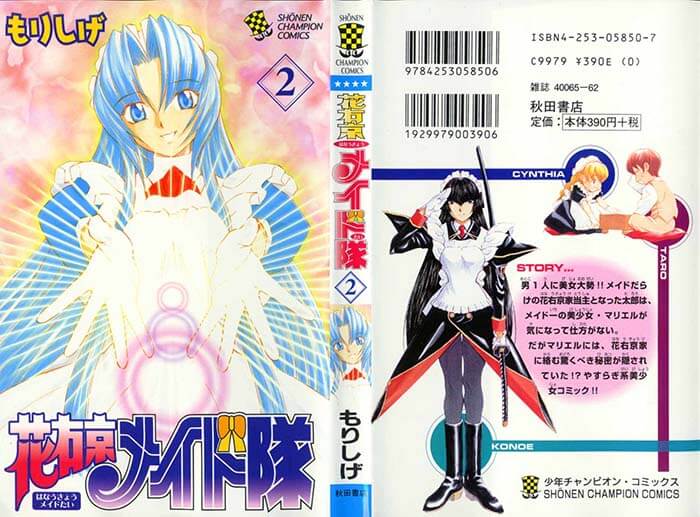 もりしげ
SHŌNEN
CHAMPION
COMICS
2
花右京
メイド隊
はなうきょう
メイドたい
SHŌNEN
CHAMPION
COMICS
★★★★
花右京
はなうきょう
メイド隊
2
もりしげ
秋田書店
9784253058506
1929979003906
ISBN4-253-05850-7
C9979 ¥390E (0)
雑誌 40065-62
秋田書店
定価:本体390円+税
CYNTHIA
TARO
KONOE
STORY...
男1人に美女大勢!!メイドだら
けの花右京家当主となった太郎は、
メイド一の美少女・マリエルが
気になって仕方がない。
だがマリエルには、花右京家
に絡む驚くべき秘密が隠され
ていた!?やすらぎ系美少
女コミック!!
少年チャンピオン・コミックス
SHŌNEN CHAMPION COMICS